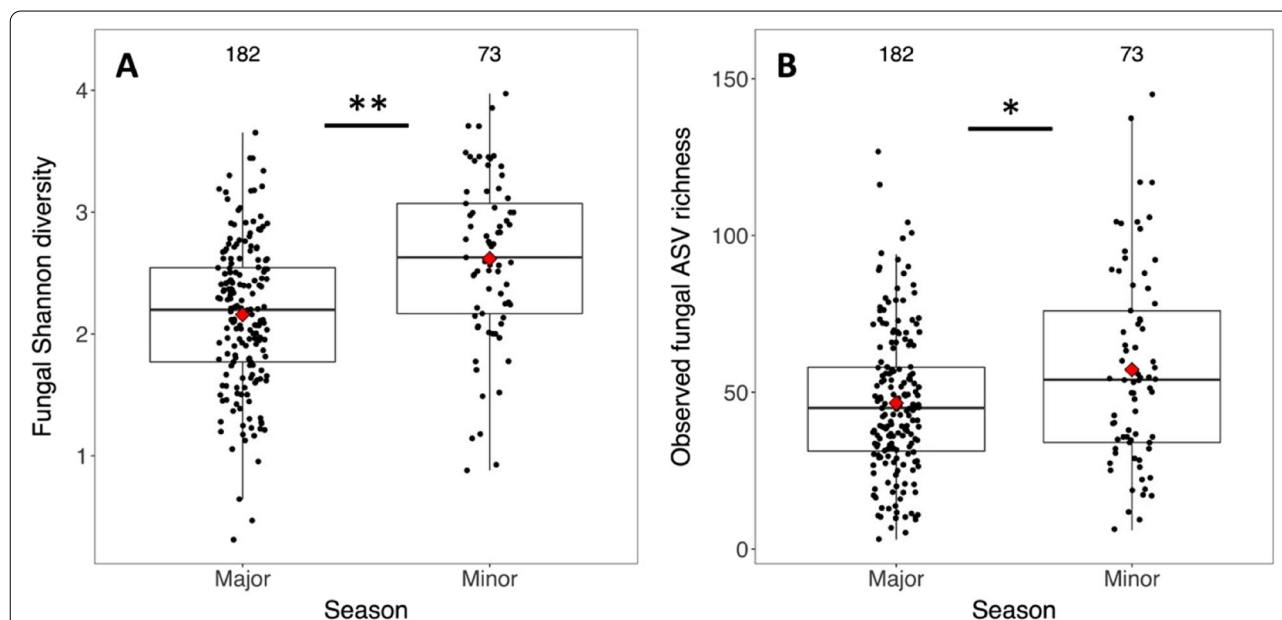 A
182
73
**
Fungal Shannon diversity
4
3
2
1
Major
Minor
Season
B
182
73
*
Observed fungal ASV richness
150
100
50
0
Major
Minor
Season